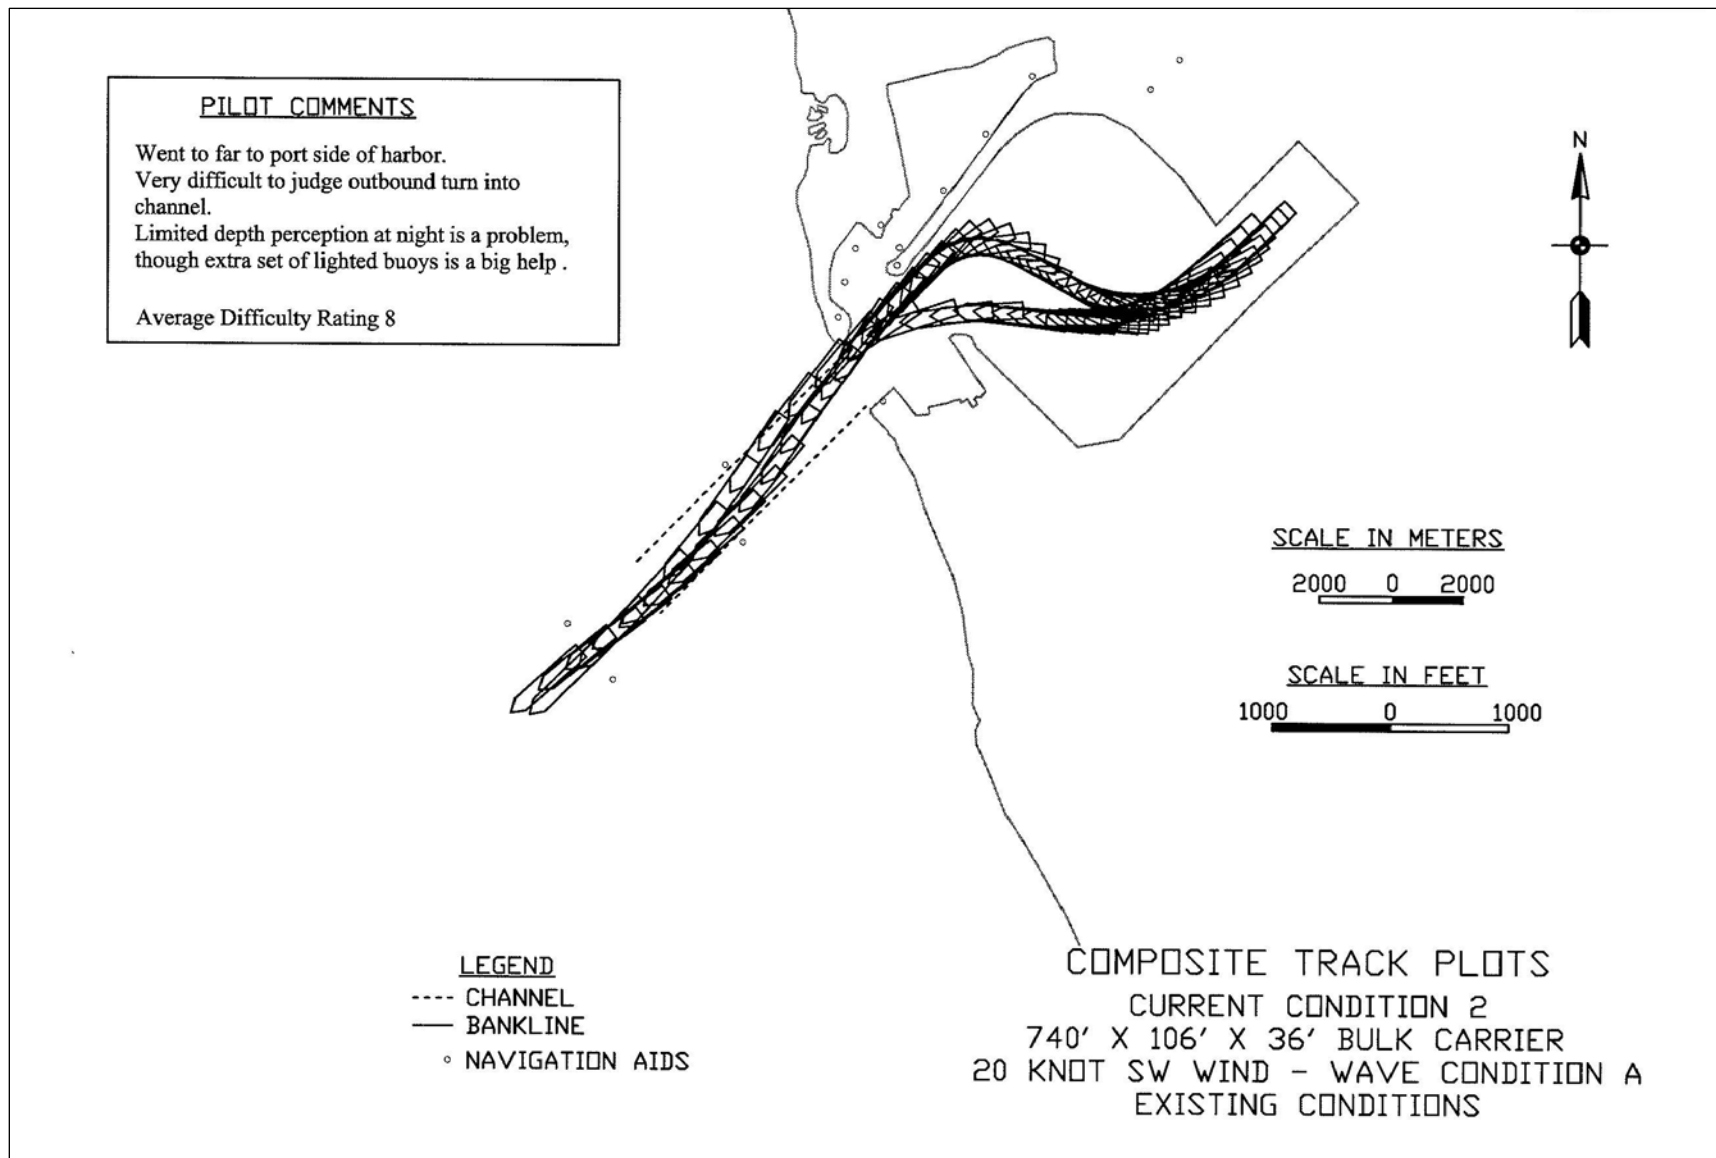 PILOT COMMENTS
Went to far to port side of harbor.
Very difficult to judge outbound turn into
channel.
Limited depth perception at night is a problem,
though extra set of lighted buoys is a big help .
Average Difficulty Rating 8
N
SCALE IN METERS
2000 0 2000
SCALE IN FEET
1000 0 1000
LEGEND
---- CHANNEL
—— BANKLINE
○ NAVIGATION AIDS
COMPOSITE TRACK PLOTS
CURRENT CONDITION 2
740' X 106' X 36' BULK CARRIER
20 KNOT SW WIND - WAVE CONDITION A
EXISTING CONDITIONS